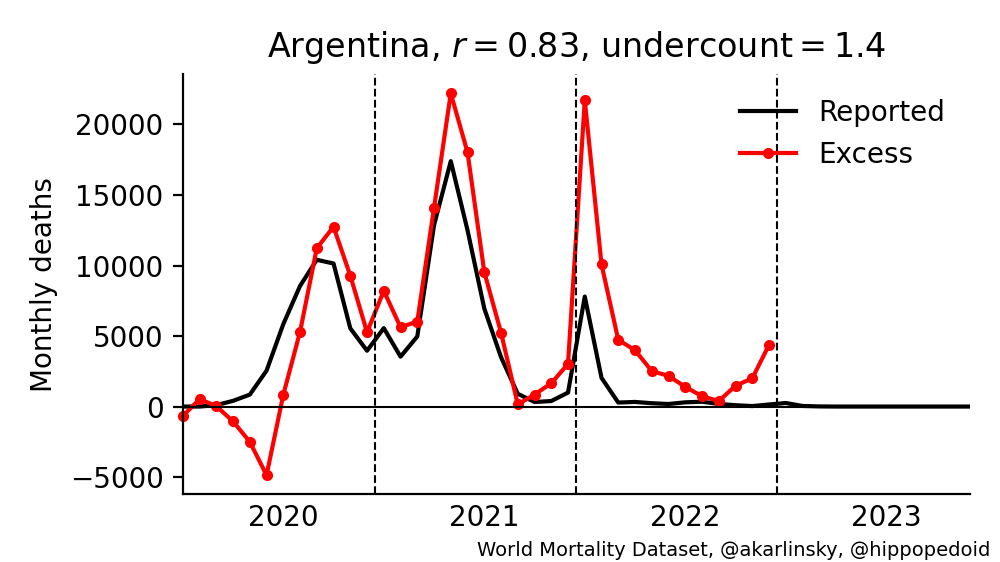 Argentina, r = 0.83, undercount = 1.4
Reported
Excess
Monthly deaths
20000
15000
10000
5000
0
−5000
2020 2021 2022 2023
World Mortality Dataset, @akarlinsky, @hippopedoid